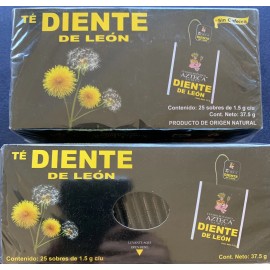 TÉ DIENTE
DE LEÓN
AZTECA
DIENTE
DE LEÓN
Contenido: 25 sobres de 1.5 g c/u
Cont. Neto: 37.5 g
PRODUCTO DE ORIGEN NATURAL
TÉ DIENTE
DE LEÓN
AZTECA
DIENTE
DE LEÓN
Contenido: 25 sobres de 1.5 g c/u
Cont. Neto: 37.5 g